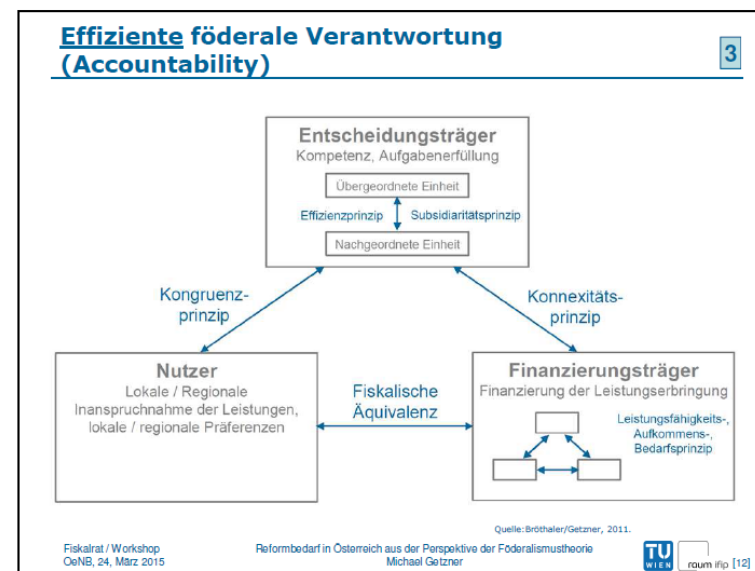 Effiziente föderale Verantwortung
(Accountability)
3
Entscheidungsträger
Kompetenz, Aufgabenerfüllung
Übergeordnete Einheit
Effizienzprinzip
Subsidiaritätsprinzip
Nachgeordnete Einheit
Kongruenz-
prinzip
Konnexitäts-
prinzip
Nutzer
Lokale / Regionale
Inanspruchnahme der Leistungen,
lokale / regionale Präferenzen
Fiskalische
Äquivalenz
Finanzierungsträger
Finanzierung der Leistungserbringung
Leistungsfähigkeits-,
Aufkommens-,
Bedarfsprinzip
Quelle:Bröthaler/Getzner, 2011.
Fiskalrat / Workshop
OeNB, 24, März 2015
Reformbedarf in Österreich aus der Perspektive der Föderalismustheorie
Michael Getzner
TU
WIEN
raum ifip [12]